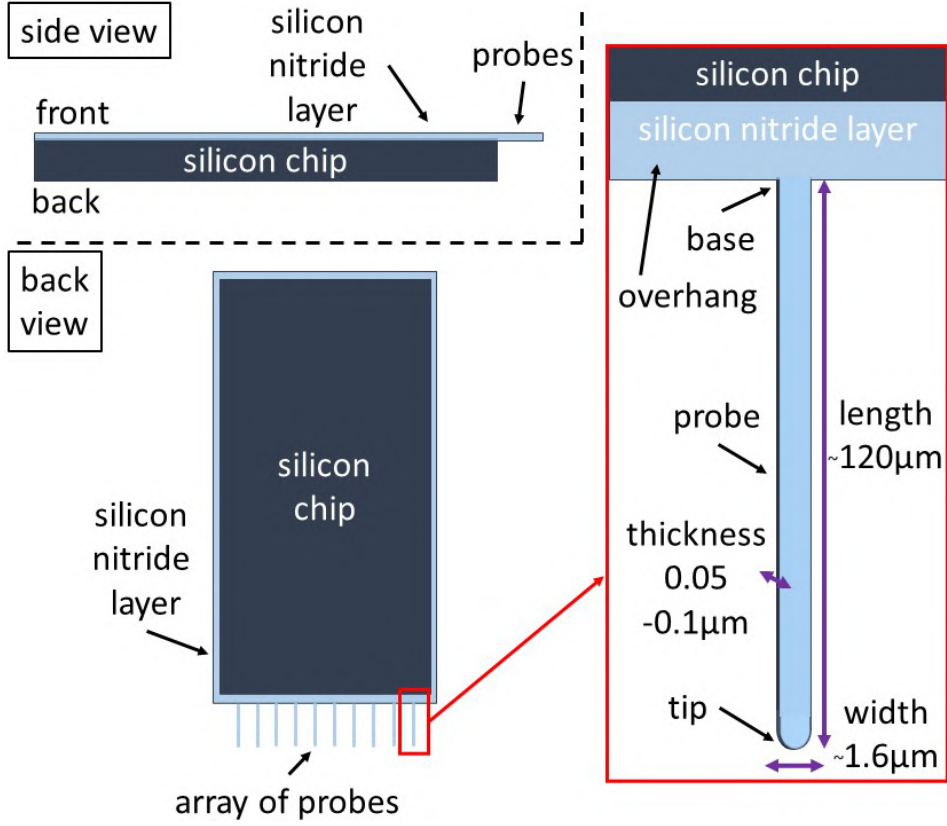 side view
silicon
nitride
layer
probes
front
silicon chip
back
back
view
silicon
chip
silicon
nitride
layer
array of probes
silicon chip
silicon nitride layer
base
overhang
probe
length
~120μm
thickness
0.05
-0.1μm
tip
width
~1.6μm